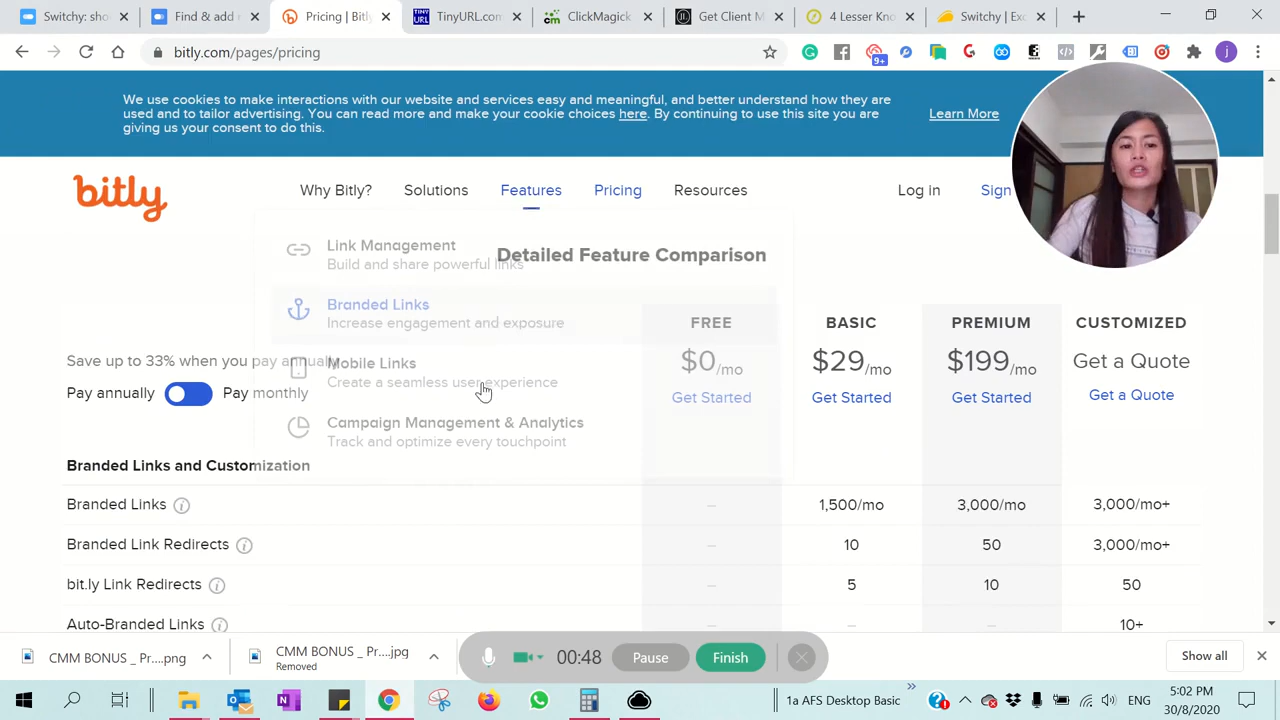 Switchy: sho
Find & add r
Pricing | Bitly
TinyURL.con
ClickMagick
Get Client M
4 Lesser Kno
Switchy | Exc
bitly.com/pages/pricing
9+
j
We use cookies to make interactions with our website and services easy and meaningful, and better understand how they are
used and to tailor advertising. You can read more and make your cookie choices here. By continuing to use this site you are
giving us your consent to do this.
Learn More
bitly
Why Bitly?
Solutions
Features
Pricing
Resources
Log in
Sign
Link Management
Build and share powerful links
Detailed Feature Comparison
Branded Links
Increase engagement and exposure
Mobile Links
Create a seamless user experience
Campaign Management & Analytics
Track and optimize every touchpoint
Save up to 33% when you pay annually
Pay annually
Pay monthly
FREE
BASIC
PREMIUM
CUSTOMIZED
$0/mo
$29/mo
$199/mo
Get a Quote
Get Started
Get Started
Get Started
Get a Quote
Branded Links and Customization
Branded Links
–
1,500/mo
3,000/mo
3,000/mo+
Branded Link Redirects
–
10
50
3,000/mo+
bit.ly Link Redirects
–
5
10
50
Auto-Branded Links
–
–
–
10+
CMM BONUS _ Pr....png
CMM BONUS _ Pr....jpg
Removed
00:48
Pause
Finish
Show all
1a AFS Desktop Basic
ENG
5:02 PM
30/8/2020